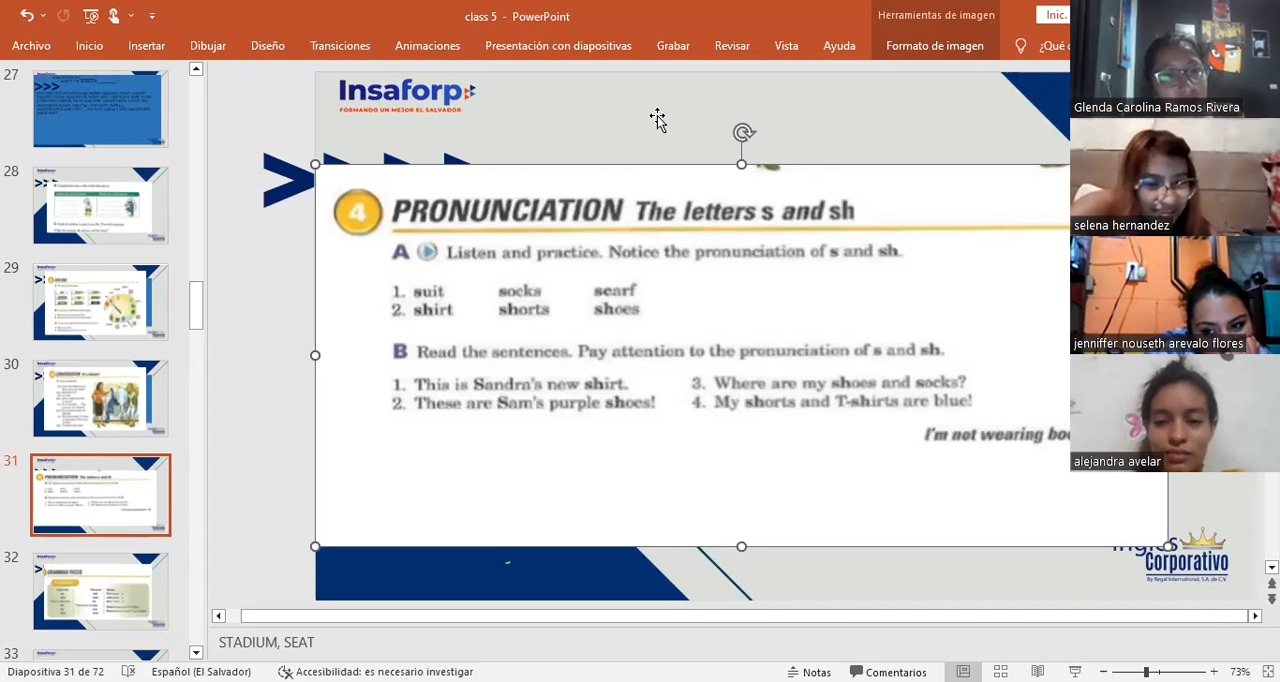 class 5 - PowerPoint
Herramientas de imagen
Inic.
Archivo Inicio Insertar Dibujar Diseño Transiciones Animaciones Presentación con diapositivas Grabar Revisar Vista Ayuda Formato de imagen ¿Qué
27
28
29
30
31
32
33
Insaforp
FORMANDO UN MEJOR EL SALVADOR
4 PRONUNCIATION The letters s and sh
A Listen and practice. Notice the pronunciation of s and sh.
1. suit socks scarf
2. shirt shorts shoes
B Read the sentences. Pay attention to the pronunciation of s and sh.
1. This is Sandra's new shirt. 3. Where are my shoes and socks?
2. These are Sam's purple shoes! 4. My shorts and T-shirts are blue!
I'm not wearing
Corporativo
By Regal International, S.A. de C.V.
Glenda Carolina Ramos Rivera
selena hernandez
jenniffer nouseth arevalo flores
alejandra avelar
STADIUM, SEAT
Diapositiva 31 de 72 Español (El Salvador) Accesibilidad: es necesario investigar Notas Comentarios 73%